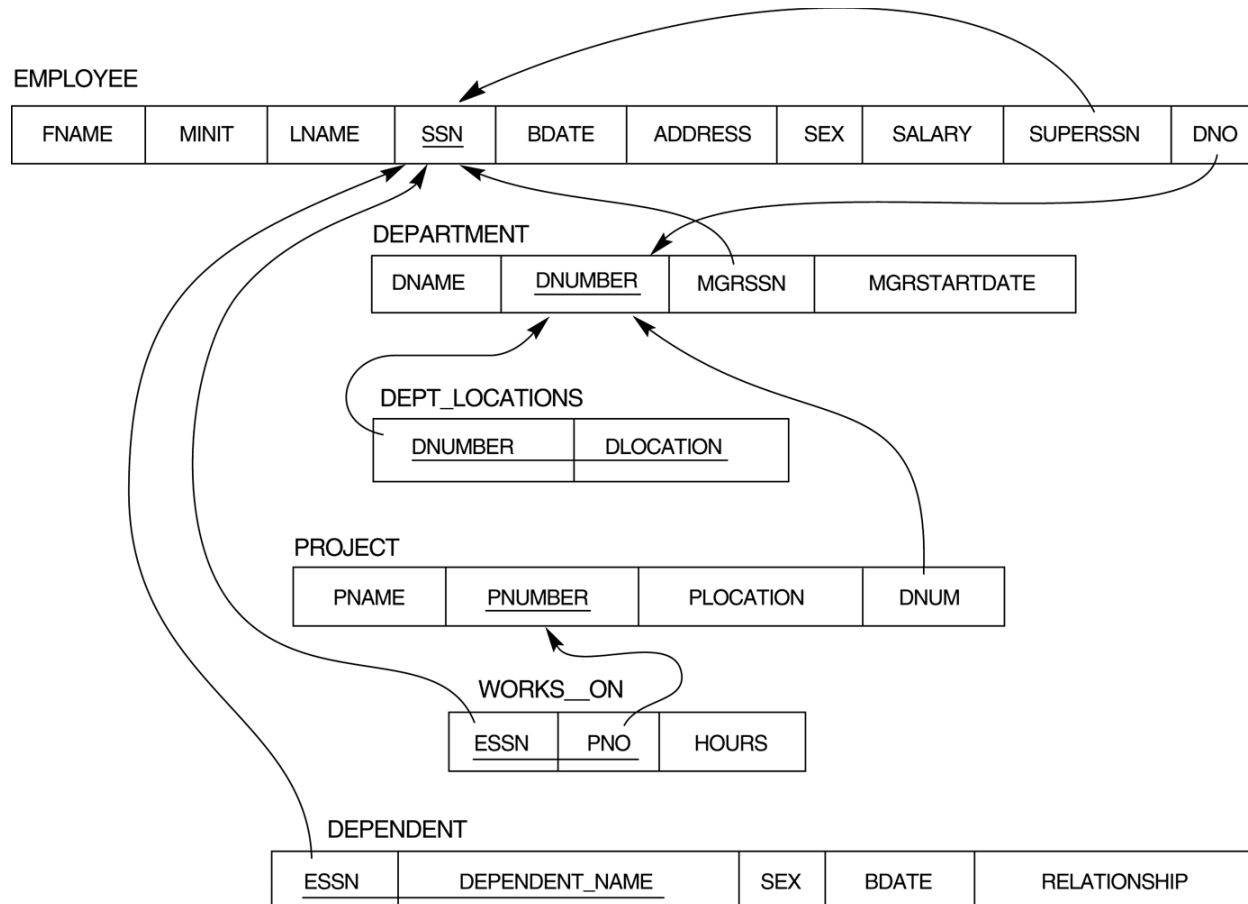 EMPLOYEE
FNAME MINIT LNAME SSN BDATE ADDRESS SEX SALARY SUPERSSN DNO
DEPARTMENT
DNAME DNUMBER MGRSSN MGRSTARTDATE
DEPT_LOCATIONS
DNUMBER DLOCATION
PROJECT
PNAME PNUMBER PLOCATION DNUM
WORKS__ON
ESSN PNO HOURS
DEPENDENT
ESSN DEPENDENT_NAME SEX BDATE RELATIONSHIP